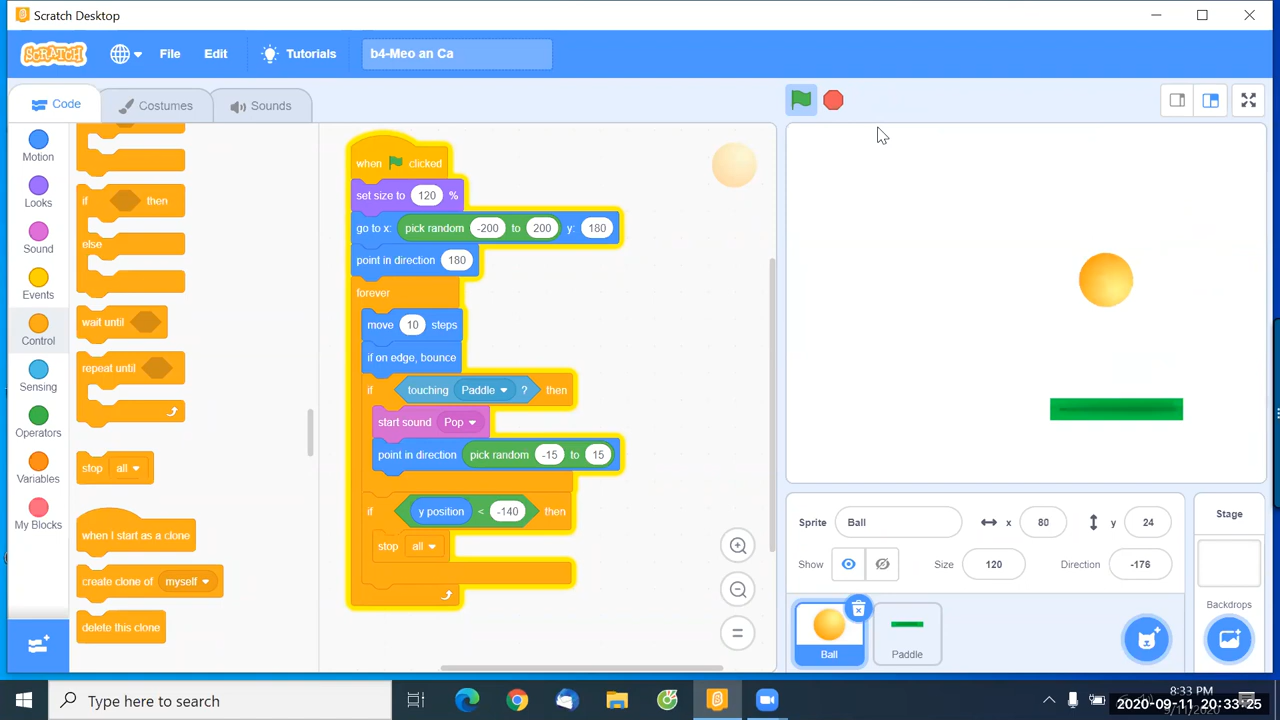 Scratch Desktop
SCRATCH
File
Edit
Tutorials
b4-Meo an Ca
Code
Costumes
Sounds
Motion
Looks
Sound
Events
Control
Sensing
Operators
Variables
My Blocks
if then
else
wait until
repeat until
stop all
when I start as a clone
create clone of myself
delete this clone
when clicked
set size to 120 %
go to x: pick random -200 to 200 y: 180
point in direction 180
forever
move 10 steps
if on edge, bounce
if touching Paddle ? then
start sound Pop
point in direction pick random -15 to 15
if y position < -140 then
stop all
Sprite Ball x 80 y 24
Show Size 120 Direction -176
Ball
Paddle
Stage
Backdrops
Type here to search
8:33 PM
2020-09-11 20:33:25